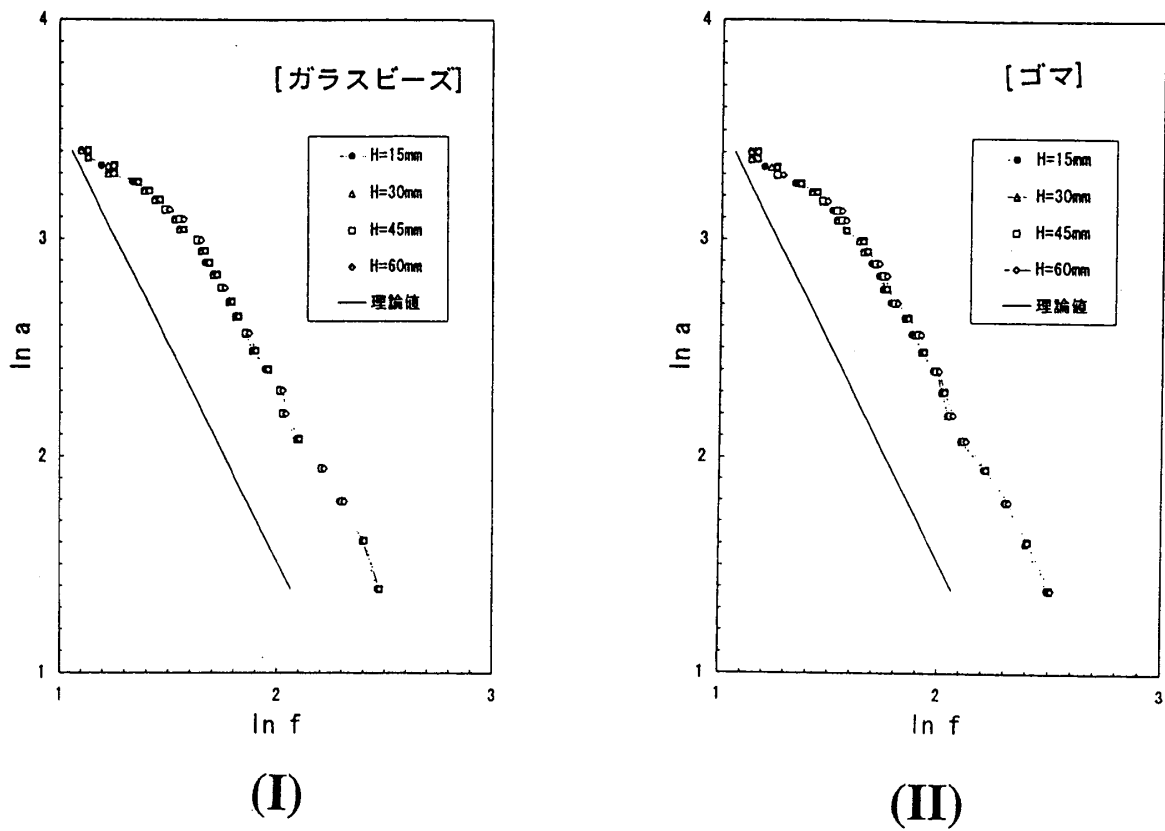 [ガラスビーズ]
H=15mm
H=30mm
H=45mm
H=60mm
理論値
4
3
2
1
ln a
1
2
3
ln f
(I)
[ゴマ]
H=15mm
H=30mm
H=45mm
H=60mm
理論値
4
3
2
1
ln a
1
2
3
ln f
(II)